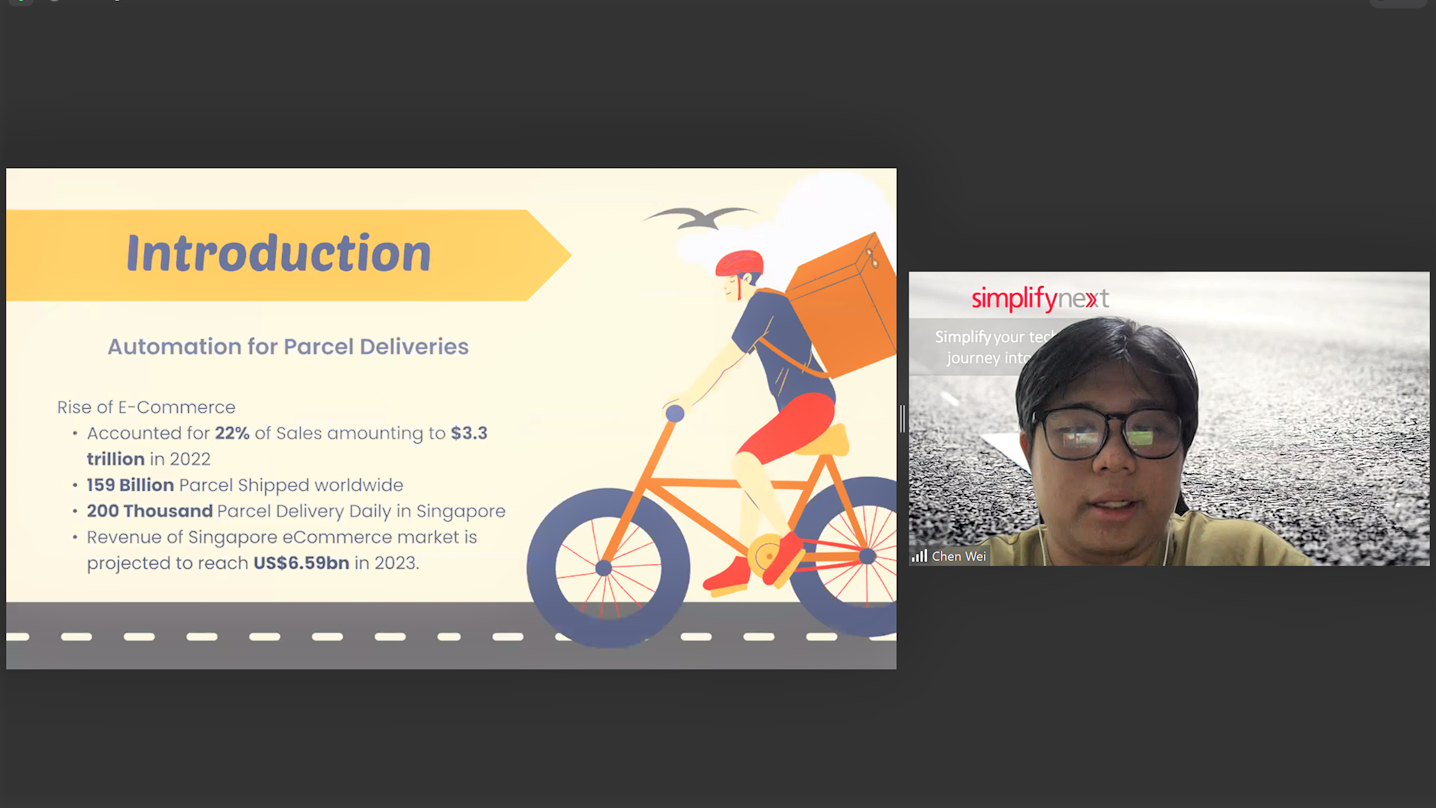 Introduction
Automation for Parcel Deliveries
Rise of E-Commerce
• Accounted for 22% of Sales amounting to $3.3
trillion in 2022
• 159 Billion Parcel Shipped worldwide
• 200 Thousand Parcel Delivery Daily in Singapore
• Revenue of Singapore eCommerce market is
projected to reach US$6.59bn in 2023.
simplifynext
Simplify your tec
journey into
Chen Wei